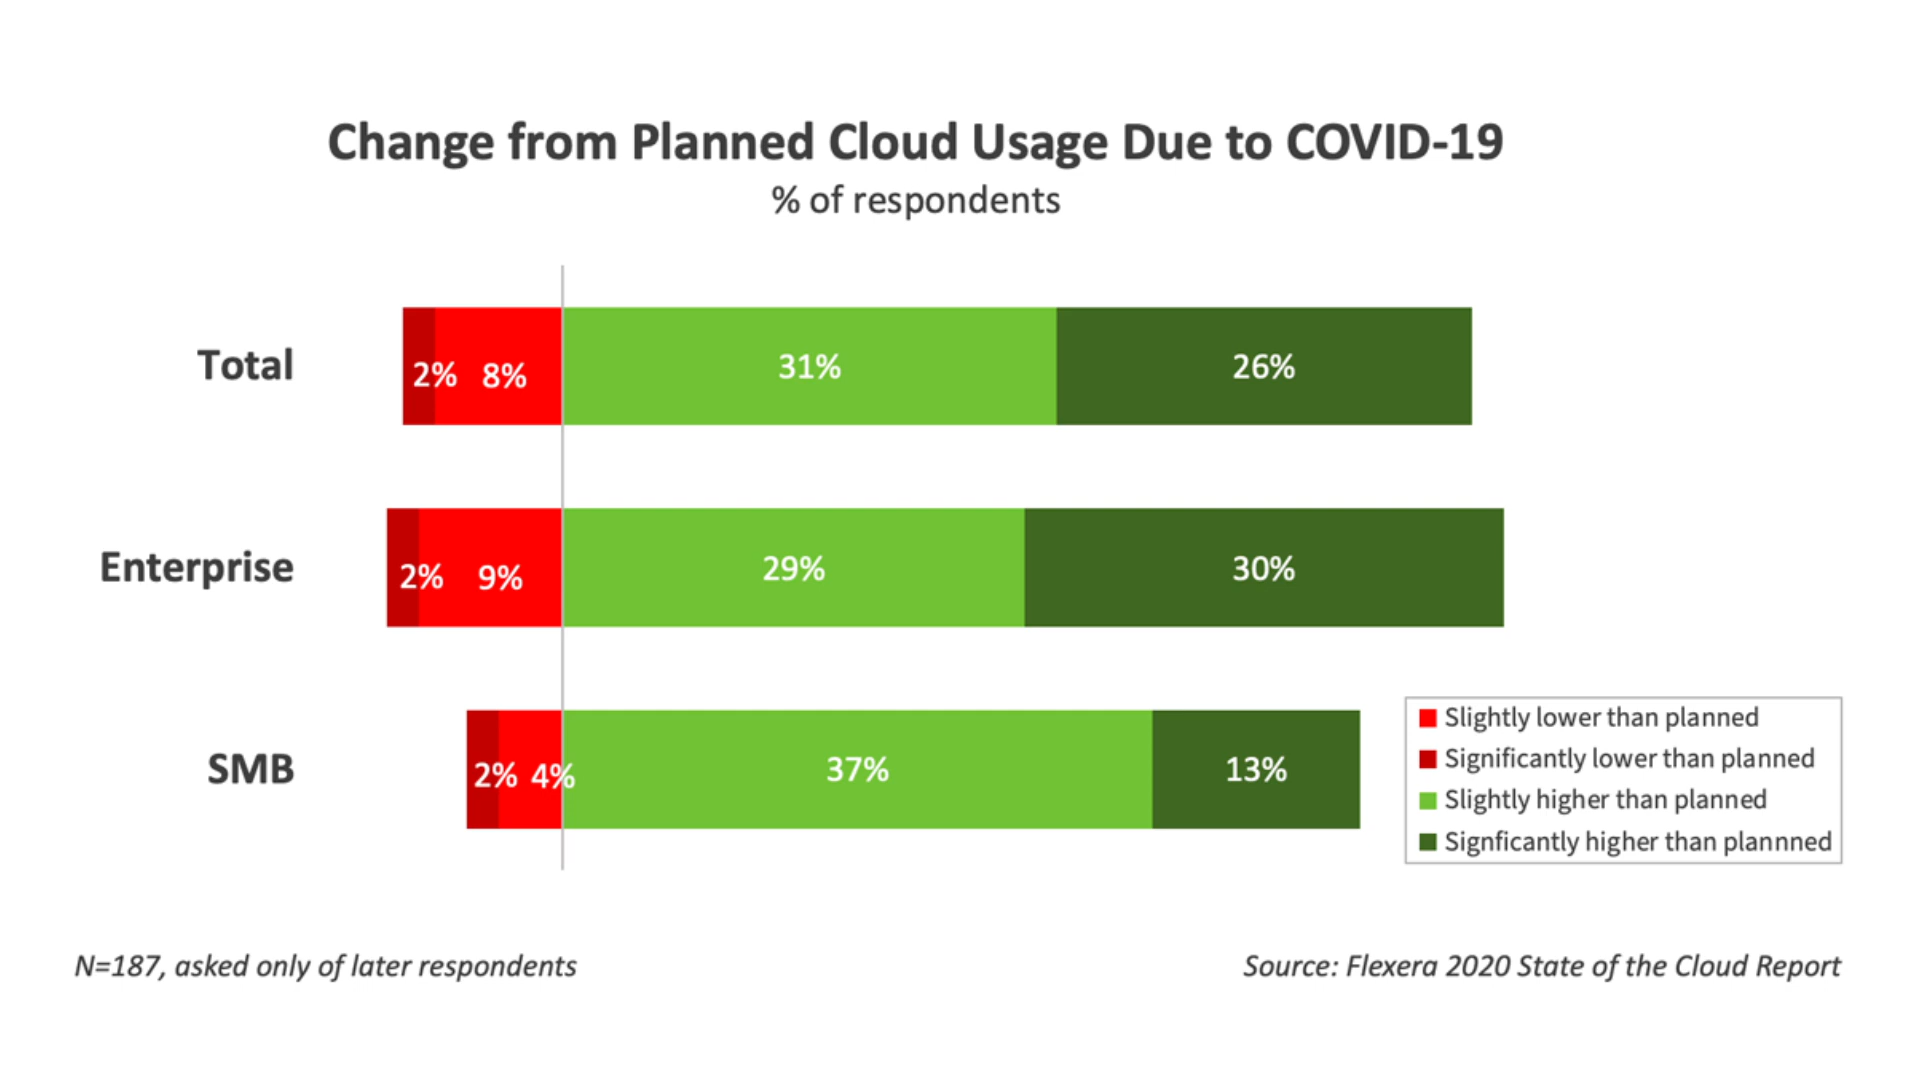 Change from Planned Cloud Usage Due to COVID-19
% of respondents
Total
2% 8% 31% 26%
Enterprise
2% 9% 29% 30%
SMB
2% 4% 37% 13%
Slightly lower than planned
Significantly lower than planned
Slightly higher than planned
Signficantly higher than plannned
N=187, asked only of later respondents
Source: Flexera 2020 State of the Cloud Report